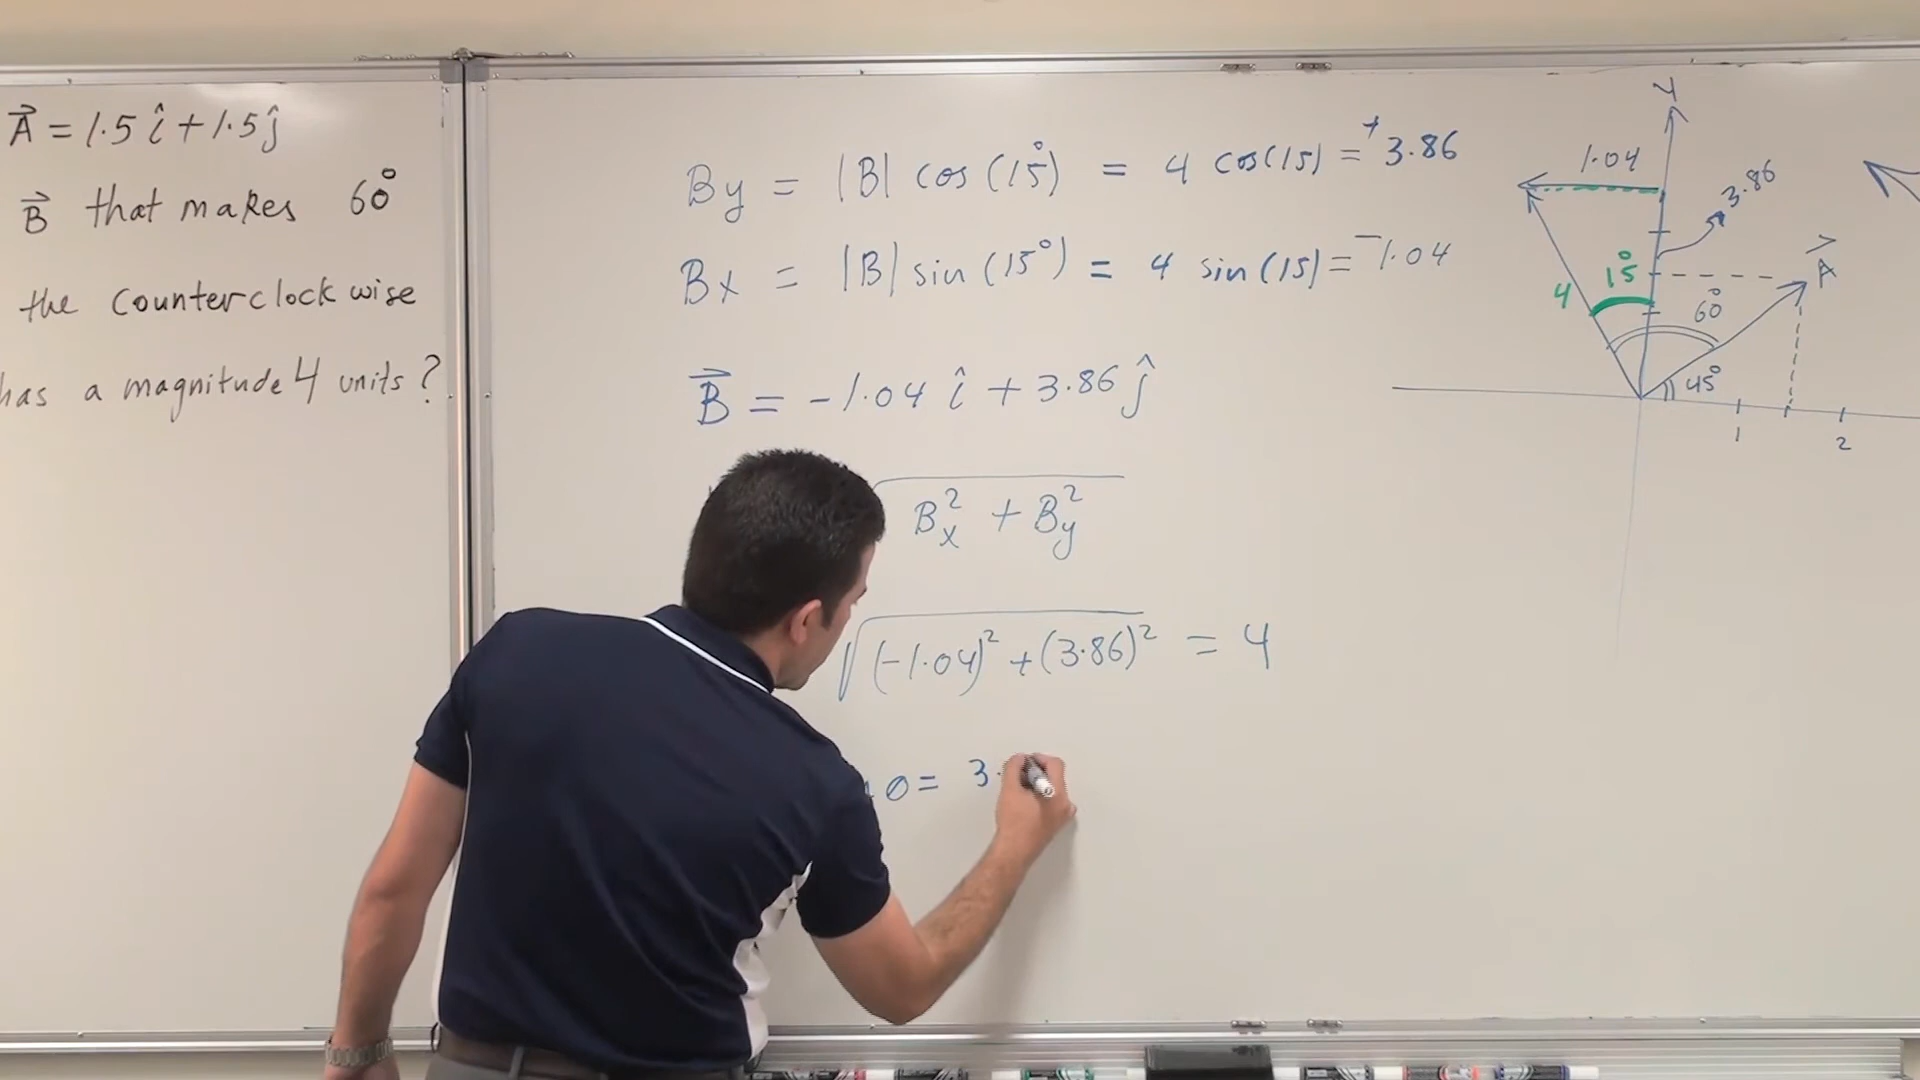 A⃗ = 1.5 î + 1.5 ĵ
B⃗ that makes 60°
the Counterclockwise
has a magnitude 4 units?
By = |B| cos (15°) = 4 cos(15) = +3.86
Bx = |B| sin (15°) = 4 sin(15) = -1.04
B⃗ = -1.04 î + 3.86 ĵ
√ Bx² + By²
√ (-1.04)² + (3.86)² = 4
θ = 3.
Y
1.04
3.86
15°
4
60°
A⃗
45°
1
2